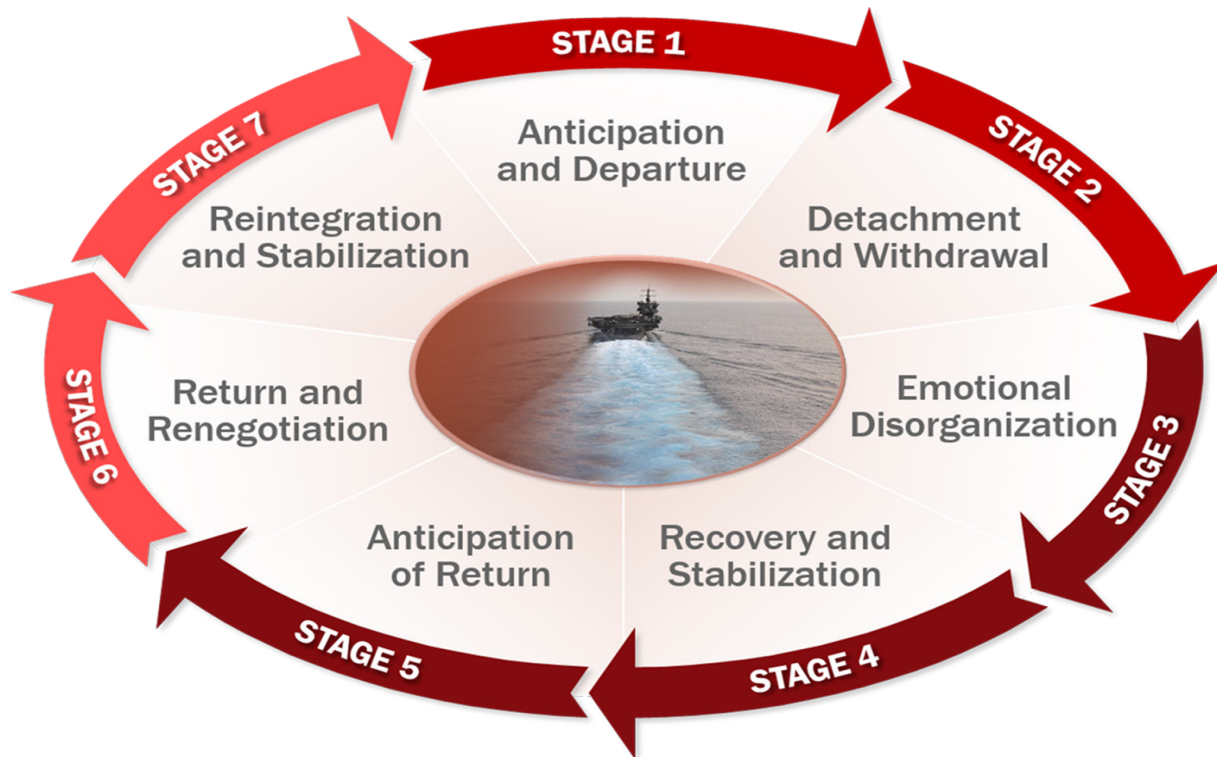 STAGE 1
Anticipation
and Departure
STAGE 2
Detachment
and Withdrawal
STAGE 3
Emotional
Disorganization
STAGE 4
Recovery and
Stabilization
STAGE 5
Anticipation
of Return
STAGE 6
Return and
Renegotiation
STAGE 7
Reintegration
and Stabilization